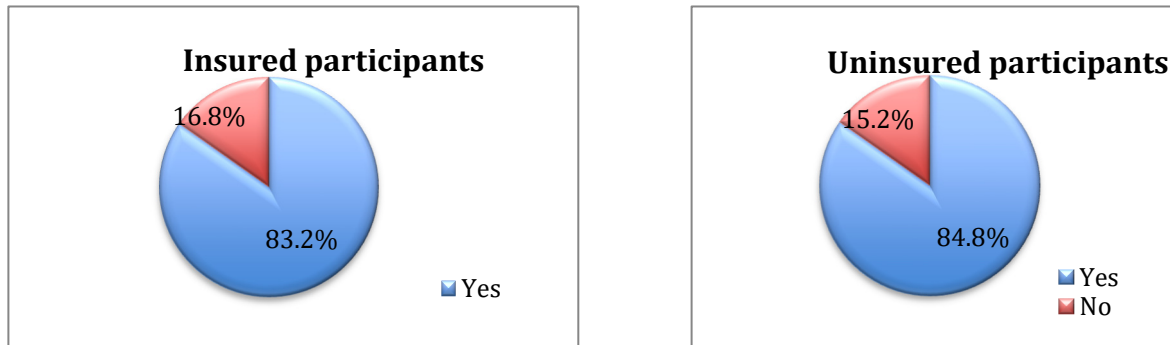 Insured participants
16.8%
83.2%
Yes
Uninsured participants
15.2%
84.8%
Yes
No